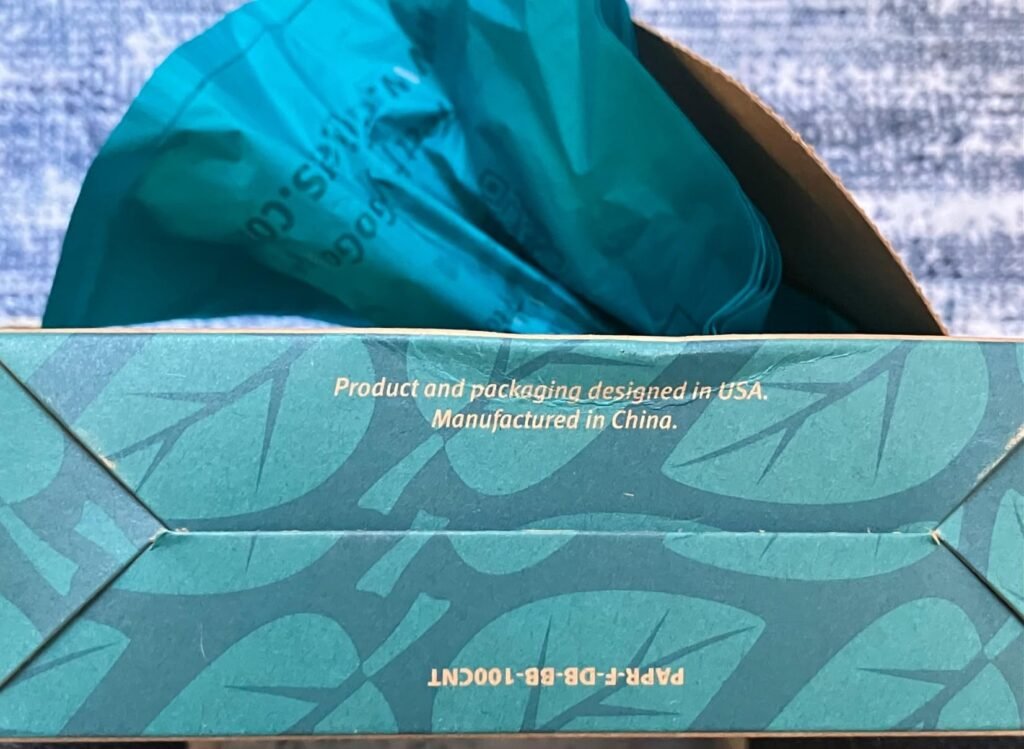 Product and packaging designed in USA.
Manufactured in China.
PAPR-F-DB-BB-100CNT